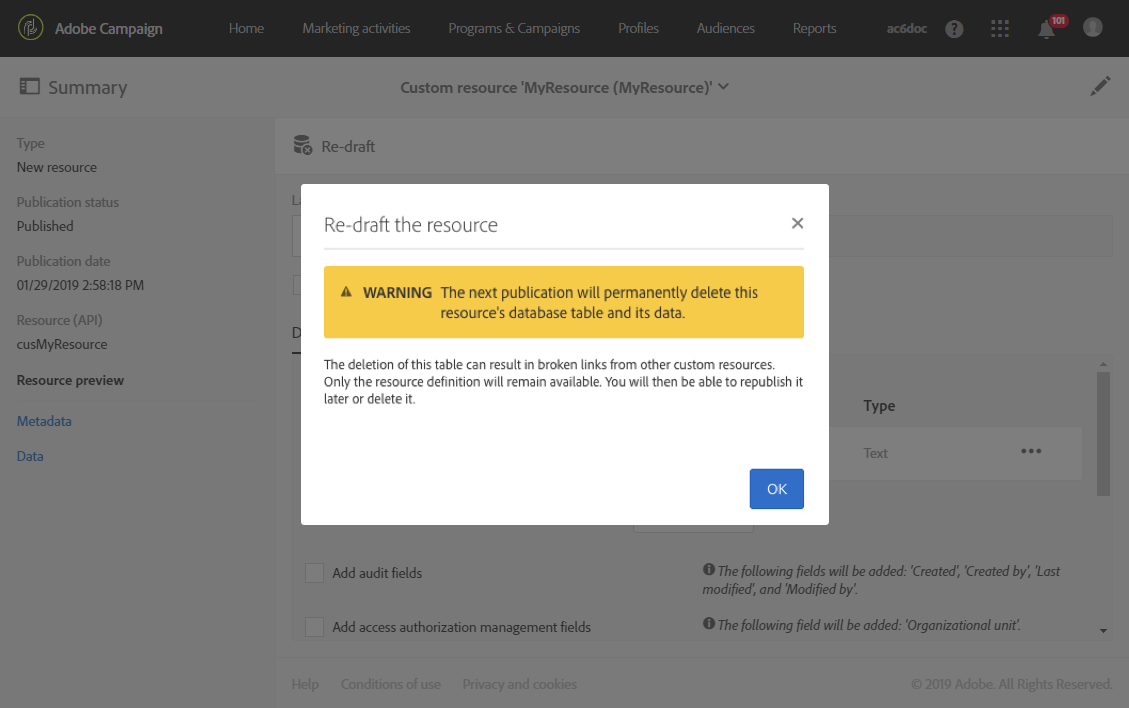 Adobe Campaign
Home
Marketing activities
Programs & Campaigns
Profiles
Audiences
Reports
ac6doc
?
101
Summary
Custom resource 'MyResource (MyResource)'
Type
New resource
Publication status
Published
Publication date
01/29/2019 2:58:18 PM
Resource (API)
cusMyResource
Resource preview
Metadata
Data
Re-draft
Re-draft the resource
WARNING The next publication will permanently delete this
resource's database table and its data.
The deletion of this table can result in broken links from other custom resources.
Only the resource definition will remain available. You will then be able to republish it
later or delete it.
OK
Type
Text
Add audit fields
The following fields will be added: 'Created', 'Created by', 'Last
modified', and 'Modified by'.
Add access authorization management fields
The following field will be added: 'Organizational unit'.
Help
Conditions of use
Privacy and cookies
© 2019 Adobe. All Rights Reserved.